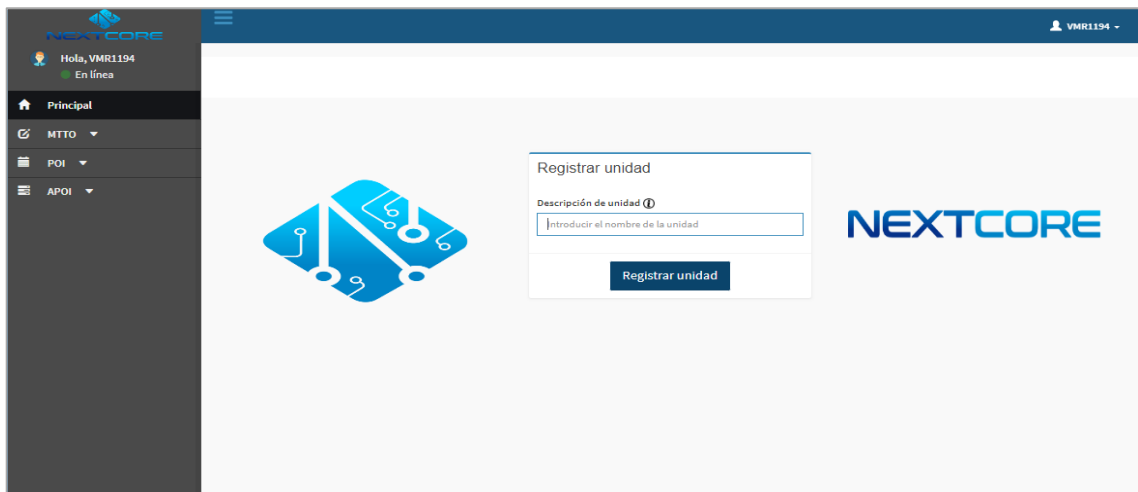 NEXTCORE
VMR1194
Hola, VMR1194
En línea
Principal
MTTO
POI
APOI
Registrar unidad
Descripción de unidad
Introducir el nombre de la unidad
Registrar unidad
NEXTCORE